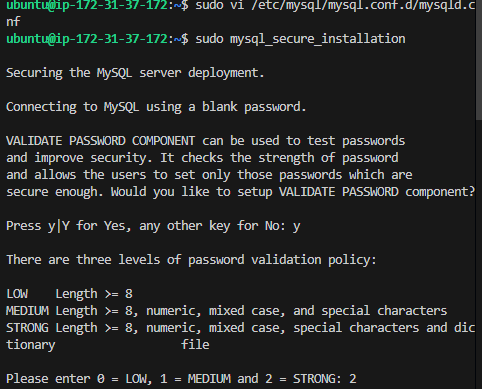 ubuntu@ip-172-31-37-172:~$ sudo vi /etc/mysql/mysql.conf.d/mysqld.c
nf
ubuntu@ip-172-31-37-172:~$ sudo mysql_secure_installation
Securing the MySQL server deployment.
Connecting to MySQL using a blank password.
VALIDATE PASSWORD COMPONENT can be used to test passwords
and improve security. It checks the strength of password
and allows the users to set only those passwords which are
secure enough. Would you like to setup VALIDATE PASSWORD component?
Press y|Y for Yes, any other key for No: y
There are three levels of password validation policy:
LOW    Length >= 8
MEDIUM Length >= 8, numeric, mixed case, and special characters
STRONG Length >= 8, numeric, mixed case, special characters and dic
tionary                  file
Please enter 0 = LOW, 1 = MEDIUM and 2 = STRONG: 2